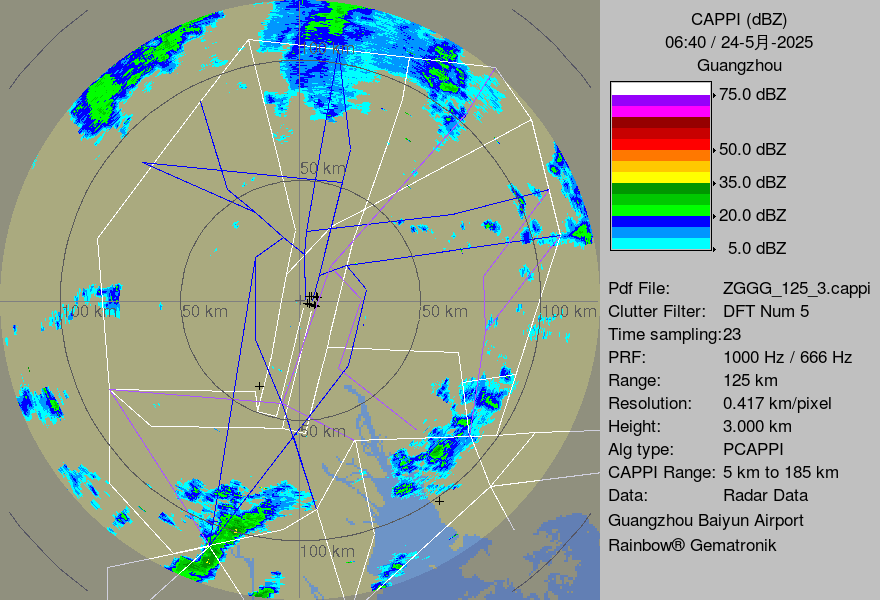 CAPPI (dBZ)
06:40 / 24-5月-2025
Guangzhou
75.0 dBZ
50.0 dBZ
35.0 dBZ
20.0 dBZ
5.0 dBZ
Pdf File: ZGGG_125_3.cappi
Clutter Filter: DFT Num 5
Time sampling:23
PRF: 1000 Hz / 666 Hz
Range: 125 km
Resolution: 0.417 km/pixel
Height: 3.000 km
Alg type: PCAPPI
CAPPI Range: 5 km to 185 km
Data: Radar Data
Guangzhou Baiyun Airport
Rainbow® Gematronik
100 km
50 km
100 km
50 km
50 km
100 km
50 km
100 km